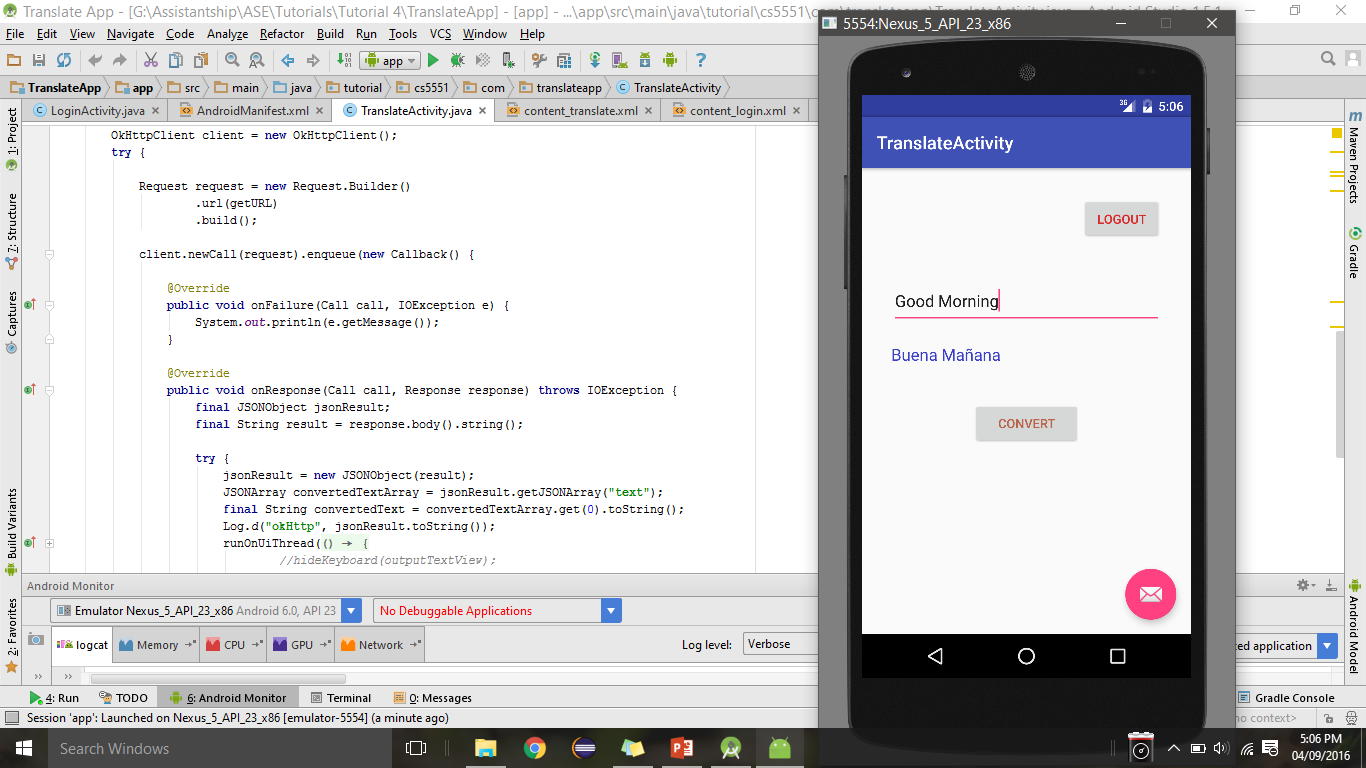 Translate App - [G:\Assistantship\ASE\Tutorials\Tutorial 4\TranslateApp] - [app] - ...\app\src\main\java\tutorial\cs5551\
5554:Nexus_5_API_23_x86
File Edit View Navigate Code Analyze Refactor Build Run Tools VCS Window Help
app
TranslateApp app src main java tutorial cs5551 com translateapp TranslateActivity
LoginActivity.java AndroidManifest.xml TranslateActivity.java content_translate.xml content_login.xml
1: Project
7: Structure
Captures
Build Variants
2: Favorites
OkHttpClient client = new OkHttpClient();
try {
Request request = new Request.Builder()
.url(getURL)
.build();
client.newCall(request).enqueue(new Callback() {
@Override
public void onFailure(Call call, IOException e) {
System.out.println(e.getMessage());
}
@Override
public void onResponse(Call call, Response response) throws IOException {
final JSONObject jsonResult;
final String result = response.body().string();
try {
jsonResult = new JSONObject(result);
JSONArray convertedTextArray = jsonResult.getJSONArray("text");
final String convertedText = convertedTextArray.get(0).toString();
Log.d("okHttp", jsonResult.toString());
runOnUiThread(() → {
//hideKeyboard(outputTextView);
3G 5:06
TranslateActivity
LOGOUT
Good Morning
Buena Mañana
CONVERT
Maven Projects
Gradle
Android Model
Android Monitor
Emulator Nexus_5_API_23_x86 Android 6.0, API 23 No Debuggable Applications
logcat Memory CPU GPU Network Log level: Verbose
application
4: Run TODO 6: Android Monitor Terminal 0: Messages Gradle Console
Session 'app': Launched on Nexus_5_API_23_x86 [emulator-5554] (a minute ago)
context>
Search Windows
5:06 PM
04/09/2016